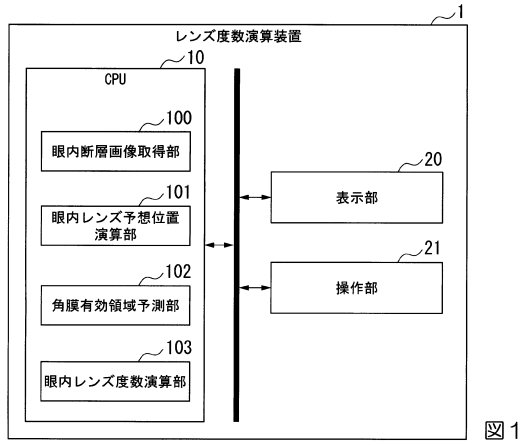 1
レンズ度数演算装置
10
CPU
100
眼内断層画像取得部
101
眼内レンズ予想位置
演算部
102
角膜有効領域予測部
103
眼内レンズ度数演算部
20
表示部
21
操作部
図1